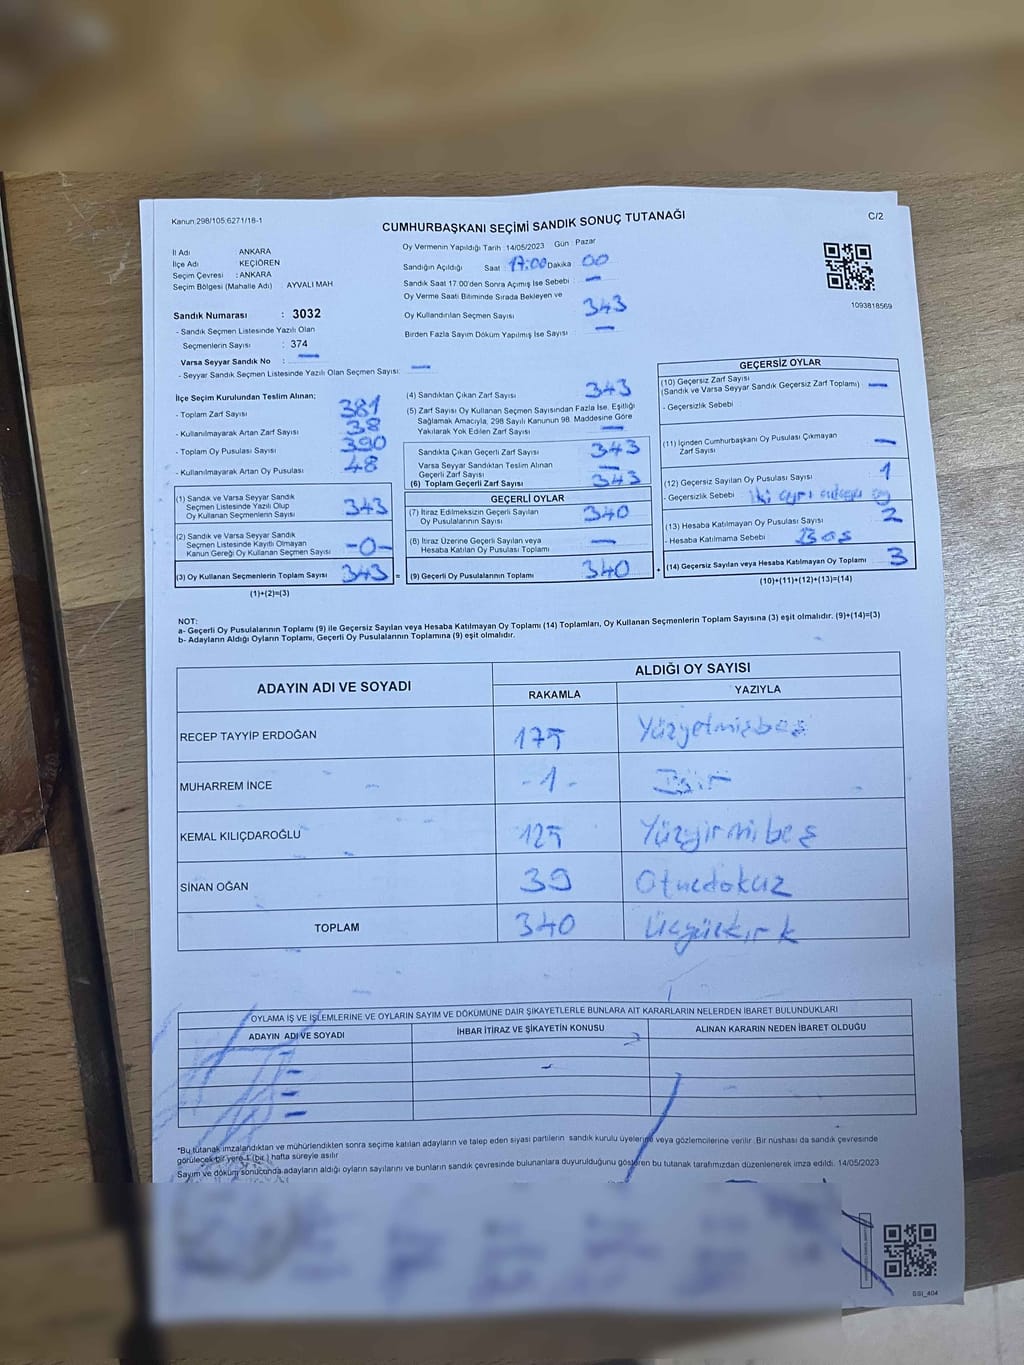 Kanun:298/105:6271/18-1
CUMHURBAŞKANI SEÇİMİ SANDIK SONUÇ TUTANAĞI
C/2
İl Adı ANKARA
İlçe Adı KEÇİÖREN
Seçim Çevresi : ANKARA
Seçim Bölgesi (Mahalle Adı) : AYVALI MAH
Oy Vermenin Yapıldığı Tarih :14/05/2023 Gün : Pazar
Sandığın Açıldığı Saat : 17:00 Dakika 00
Sandık Saat 17.00'den Sonra Açımış İse Sebebi : —
Oy Verme Saati Bitiminde Sırada Bekleyen ve
Oy Kullandırılan Seçmen Sayısı 343
Birden Fazla Sayım Döküm Yapılmış İse Sayısı —
1093818569
Sandık Numarası : 3032
- Sandık Seçmen Listesinde Yazılı Olan
Seçmenlerin Sayısı : 374
Varsa Seyyar Sandık No : —
- Seyyar Sandık Seçmen Listesinde Yazılı Olan Seçmen Sayısı: —
İlçe Seçim Kurulundan Teslim Alınan;
- Toplam Zarf Sayısı 381
- Kullanılmayarak Artan Zarf Sayısı 38
- Toplam Oy Pusulası Sayısı 390
- Kullanılmayarak Artan Oy Pusulası 48
(1) Sandık ve Varsa Seyyar Sandık
Seçmen Listesinde Yazılı Olup
Oy Kullanan Seçmenlerin Sayısı 343
(2) Sandık ve Varsa Seyyar Sandık
Seçmen Listesinde Kayıtlı Olmayan
Kanun Gereği Oy Kullanan Seçmen Sayısı -0-
(3) Oy Kullanan Seçmenlerin Toplam Sayısı 343 =
(1)+(2)=(3)
(4) Sandıktan Çıkan Zarf Sayısı 343
(5) Zarf Sayısı Oy Kullanan Seçmen Sayısından Fazla İse, Eşitliği
Sağlamak Amacıyla, 298 Sayılı Kanunun 98. Maddesine Göre
Yakılarak Yok Edilen Zarf Sayısı —
Sandıkta Çıkan Geçerli Zarf Sayısı 343
Varsa Seyyar Sandıktan Teslim Alınan
Geçerli Zarf Sayısı —
(6) Toplam Geçerli Zarf Sayısı 343
GEÇERLİ OYLAR
(7) İtiraz Edilmeksizin Geçerli Sayılan
Oy Pusulalarının Sayısı 340
(8) İtiraz Üzerine Geçerli Sayılan veya
Hesaba Katılan Oy Pusulası Toplamı —
(9) Geçerli Oy Pusulalarının Toplamı 340 +
GEÇERSİZ OYLAR
(10) Geçersiz Zarf Sayısı
(Sandık ve Varsa Seyyar Sandık Geçersiz Zarf Toplamı) —
- Geçersizlik Sebebi
(11) İçinden Cumhurbaşkanı Oy Pusulası Çıkmayan
Zarf Sayısı —
(12) Geçersiz Sayılan Oy Pusulası Sayısı 1
- Geçersizlik Sebebi iki ayrı oy
(13) Hesaba Katılmayan Oy Pusulası Sayısı 2
- Hesaba Katılmama Sebebi Boş
(14) Geçersiz Sayılan veya Hesaba Katılmayan Oy Toplamı 3
(10)+(11)+(12)+(13)=(14)
NOT:
a- Geçerli Oy Pusulalarının Toplamı (9) ile Geçersiz Sayılan veya Hesaba Katılmayan Oy Toplamı (14) Toplamları, Oy Kullanan Seçmenlerin Toplam Sayısına (3) eşit olmalıdır. (9)+(14)=(3)
b- Adayların Aldığı Oyların Toplamı, Geçerli Oy Pusulalarının Toplamına (9) eşit olmalıdır.
ADAYIN ADI VE SOYADI
ALDIĞI OY SAYISI
RAKAMLA YAZIYLA
RECEP TAYYİP ERDOĞAN 175 Yüzyetmişbeş
MUHARREM İNCE -1- Bir
KEMAL KILIÇDAROĞLU 125 Yüzyirmibeş
SİNAN OĞAN 39 Otuzdokuz
TOPLAM 340 Üçyüzkırk
OYLAMA İŞ VE İŞLEMLERİNE VE OYLARIN SAYIM VE DÖKÜMÜNE DAİR ŞİKAYETLERLE BUNLARA AİT KARARLARIN NELERDEN İBARET BULUNDUKLARI
ADAYIN ADI VE SOYADI İHBAR İTİRAZ VE ŞİKAYETİN KONUSU ALINAN KARARIN NEDEN İBARET OLDUĞU
*Bu tutanak imzalandıktan ve mühürlendikten sonra seçime katılan adayların ve talep eden siyasi partilerin sandık kurulu üyelerine veya gözlemcilerine verilir. Bir nüshası da sandık çevresinde
görülecek bir yere 1 (bir ) hafta süreyle asılır
Sayım ve döküm sonucunda adayların aldığı oyların sayılarını ve bunların sandık çevresinde bulunanlara duyurulduğunu gösteren bu tutanak tarafımızdan düzenlenerek imza edildi. 14/05/2023
SSI_404